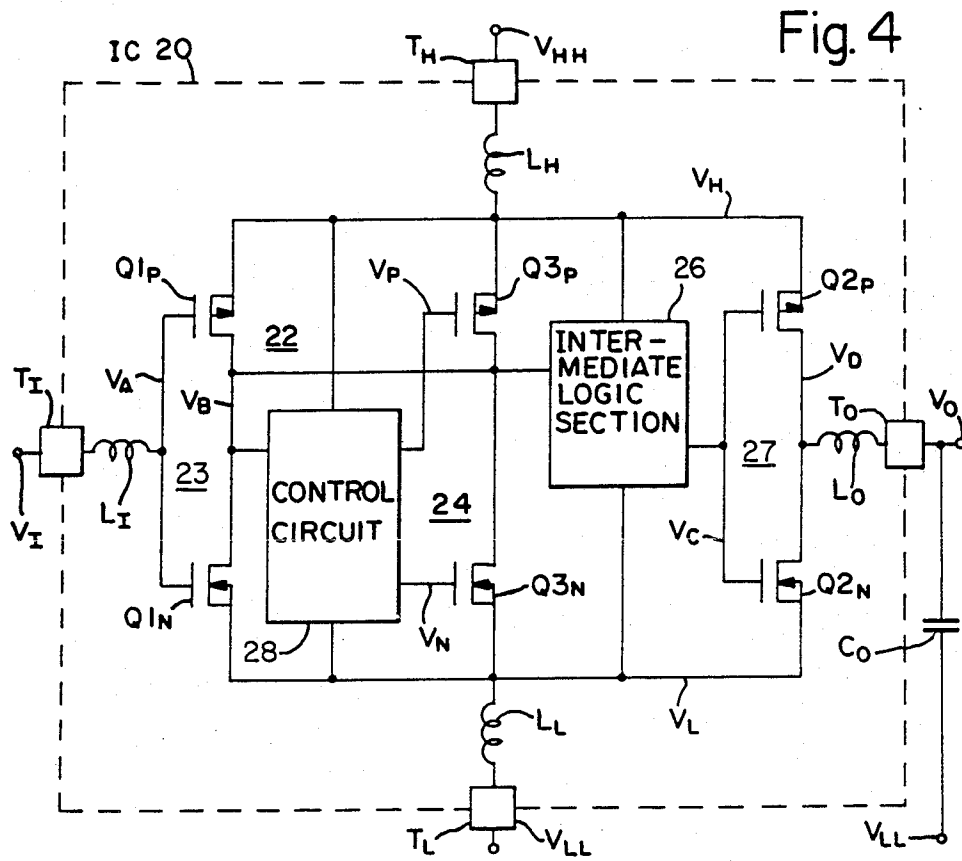 Fig. 4
IC 20
T_H
V_HH
L_H
V_H
Q1_P
V_P
Q3_P
26
Q2_P
22
INTER-
MEDIATE
LOGIC
SECTION
V_A
V_B
V_D
T_I
T_O
V_O
23
27
L_I
V_I
CONTROL
CIRCUIT
24
L_O
V_C
Q1_N
28
V_N
Q3_N
Q2_N
C_O
V_L
L_L
T_L
V_LL
V_LL